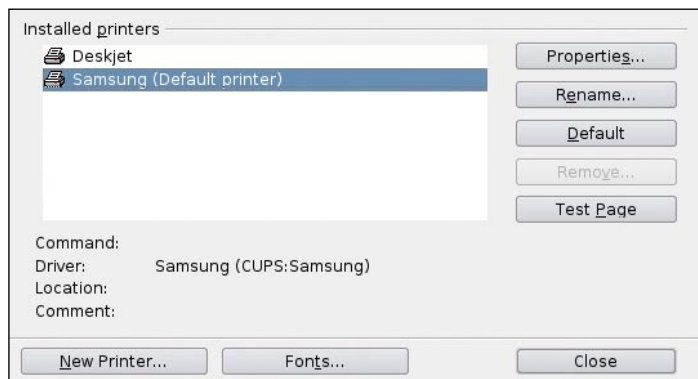 Installed printers
Deskjet
Samsung (Default printer)
Properties...
Rename...
Default
Remove...
Test Page
Command:
Driver: Samsung (CUPS:Samsung)
Location:
Comment:
New Printer...
Fonts...
Close